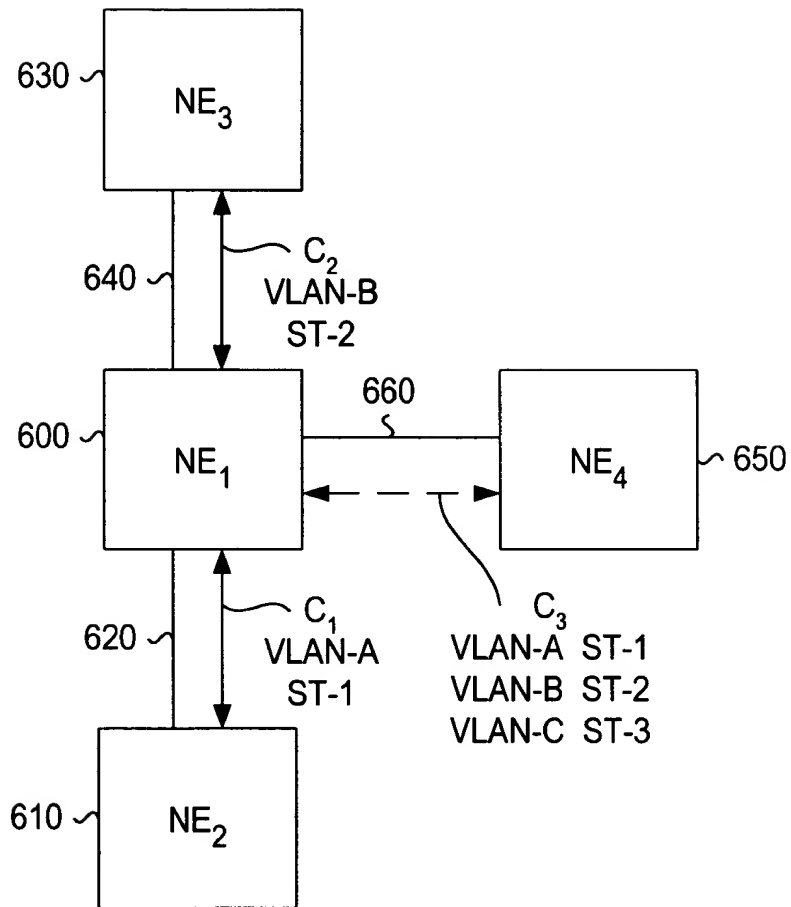 630
NE₃
640
C₂
VLAN-B
ST-2
600
NE₁
660
NE₄
650
620
C₁
VLAN-A
ST-1
C₃
VLAN-A ST-1
VLAN-B ST-2
VLAN-C ST-3
610
NE₂